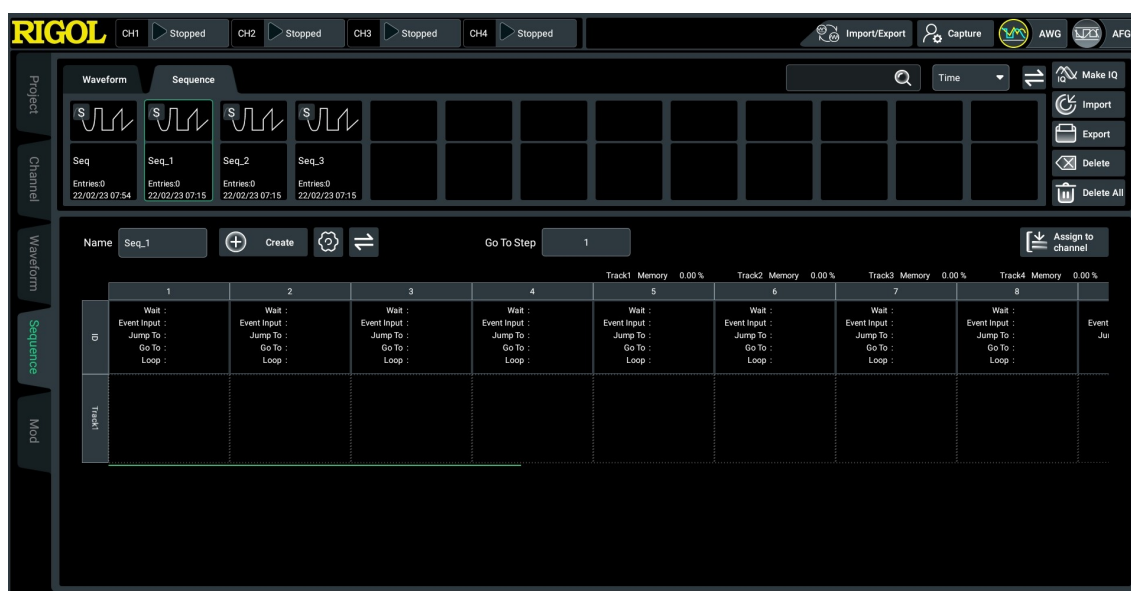 RIGOL CH1 Stopped CH2 Stopped CH3 Stopped CH4 Stopped Import/Export Capture AWG AFG
Project
Channel
Waveform
Sequence
Mod
Waveform Sequence Time
S S S S
Seq Seq_1 Seq_2 Seq_3
Entries:0 Entries:0 Entries:0 Entries:0
22/02/23 07:54 22/02/23 07:15 22/02/23 07:15 22/02/23 07:15
IQ Make IQ
Import
Export
Delete
Delete All
Name Seq_1 Create Go To Step 1 Assign to
channel
Track1 Memory 0.00 % Track2 Memory 0.00 % Track3 Memory 0.00 % Track4 Memory 0.00 %
1 2 3 4 5 6 7 8
ID
Wait : Wait : Wait : Wait : Wait : Wait : Wait : Wait :
Event Input : Event Input : Event Input : Event Input : Event Input : Event Input : Event Input : Event Input : Event
Jump To : Jump To : Jump To : Jump To : Jump To : Jump To : Jump To : Jump To :
Go To : Go To : Go To : Go To : Go To : Go To : Go To : Go To :
Loop : Loop : Loop : Loop : Loop : Loop : Loop : Loop :
Track1